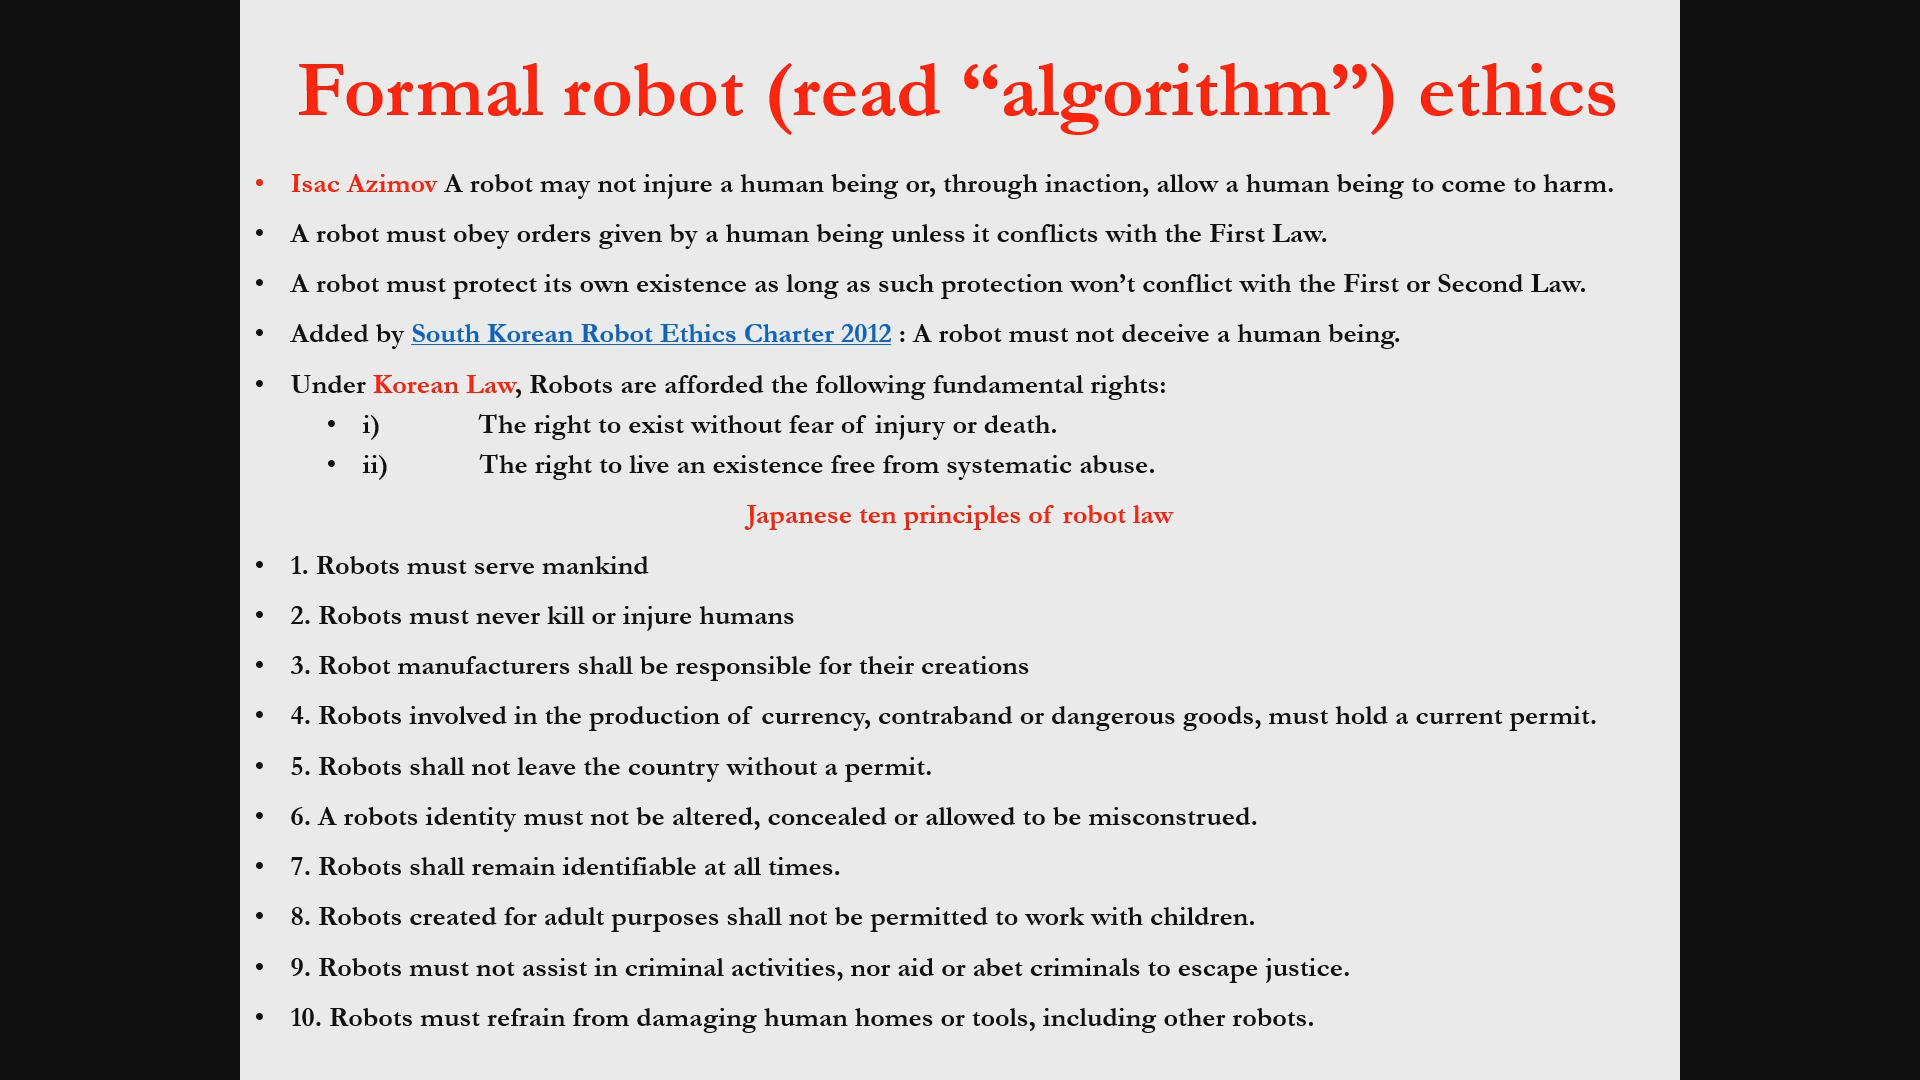 Formal robot (read “algorithm”) ethics
• Isac Azimov A robot may not injure a human being or, through inaction, allow a human being to come to harm.
• A robot must obey orders given by a human being unless it conflicts with the First Law.
• A robot must protect its own existence as long as such protection won’t conflict with the First or Second Law.
• Added by South Korean Robot Ethics Charter 2012 : A robot must not deceive a human being.
• Under Korean Law, Robots are afforded the following fundamental rights:
• i) The right to exist without fear of injury or death.
• ii) The right to live an existence free from systematic abuse.
Japanese ten principles of robot law
• 1. Robots must serve mankind
• 2. Robots must never kill or injure humans
• 3. Robot manufacturers shall be responsible for their creations
• 4. Robots involved in the production of currency, contraband or dangerous goods, must hold a current permit.
• 5. Robots shall not leave the country without a permit.
• 6. A robots identity must not be altered, concealed or allowed to be misconstrued.
• 7. Robots shall remain identifiable at all times.
• 8. Robots created for adult purposes shall not be permitted to work with children.
• 9. Robots must not assist in criminal activities, nor aid or abet criminals to escape justice.
• 10. Robots must refrain from damaging human homes or tools, including other robots.